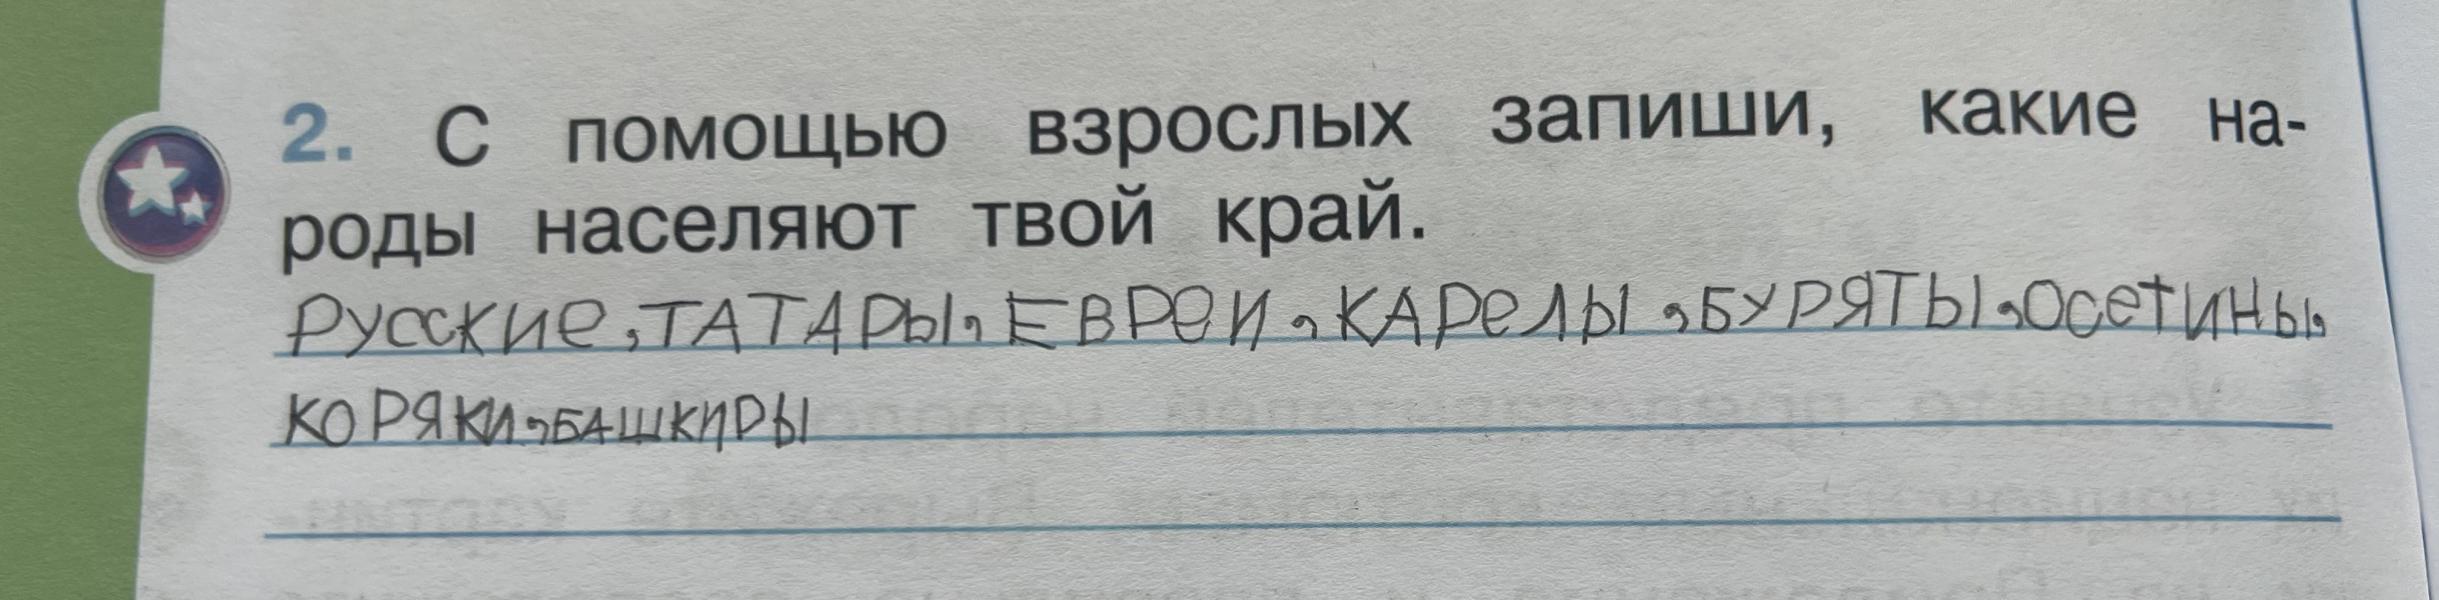 2. С помощью взрослых запиши, какие на-
роды населяют твой край.
РУССКИЕ, ТАТАРЫ, ЕВРЕИ, КАРЕЛЫ, БУРЯТЫ, ОСЕТИНЫ,
КОРЯКИ, БАШКИРЫ